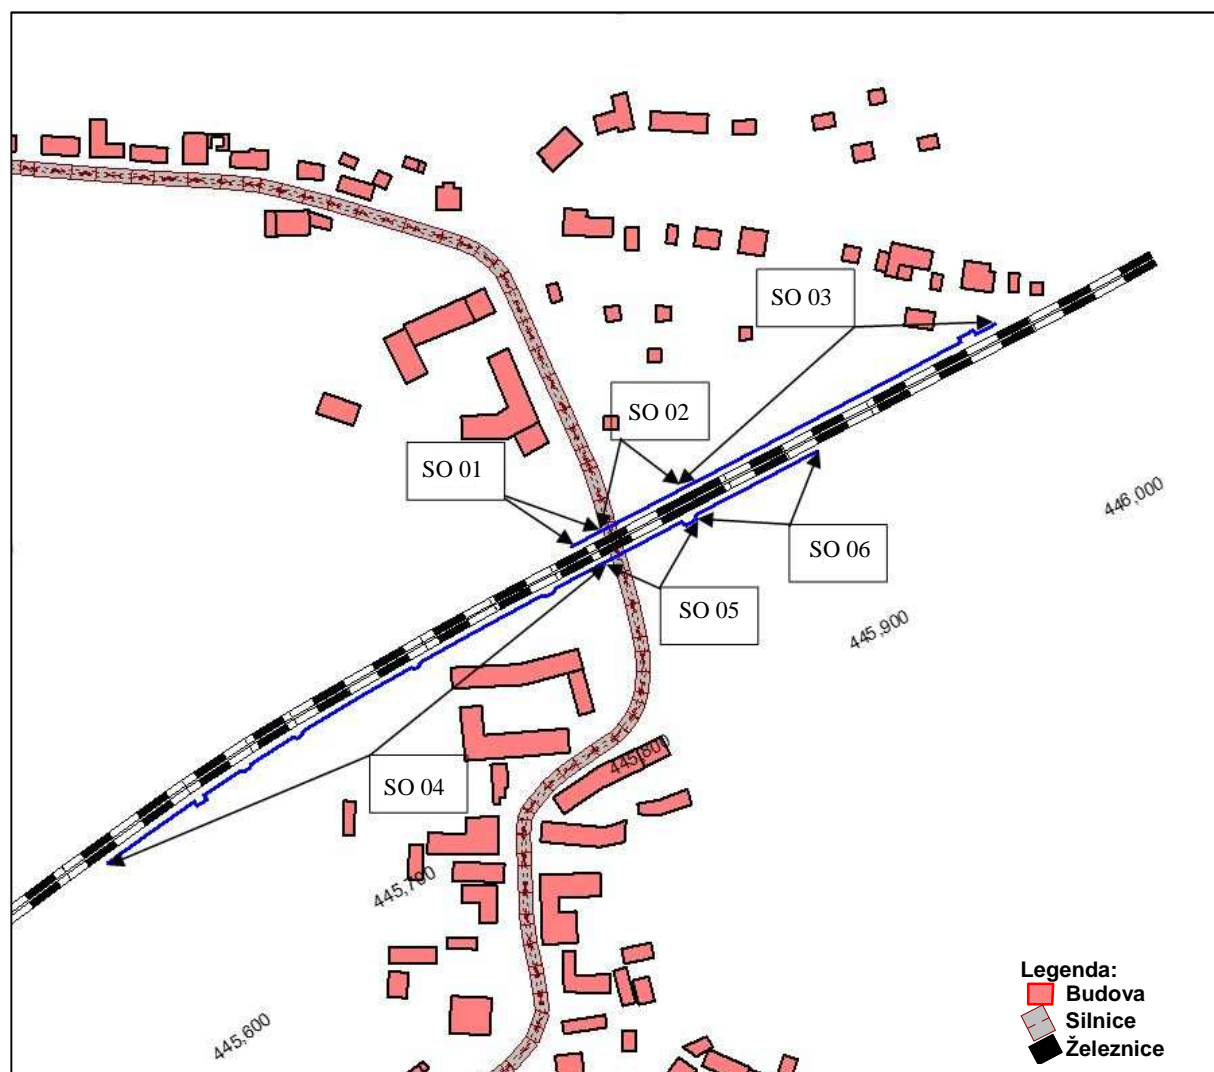 SO 03
SO 02
SO 01
446,000
SO 06
SO 05
445,900
445,800
SO 04
445,700
Legenda:
Budova
Silnice
Železnice
445,600